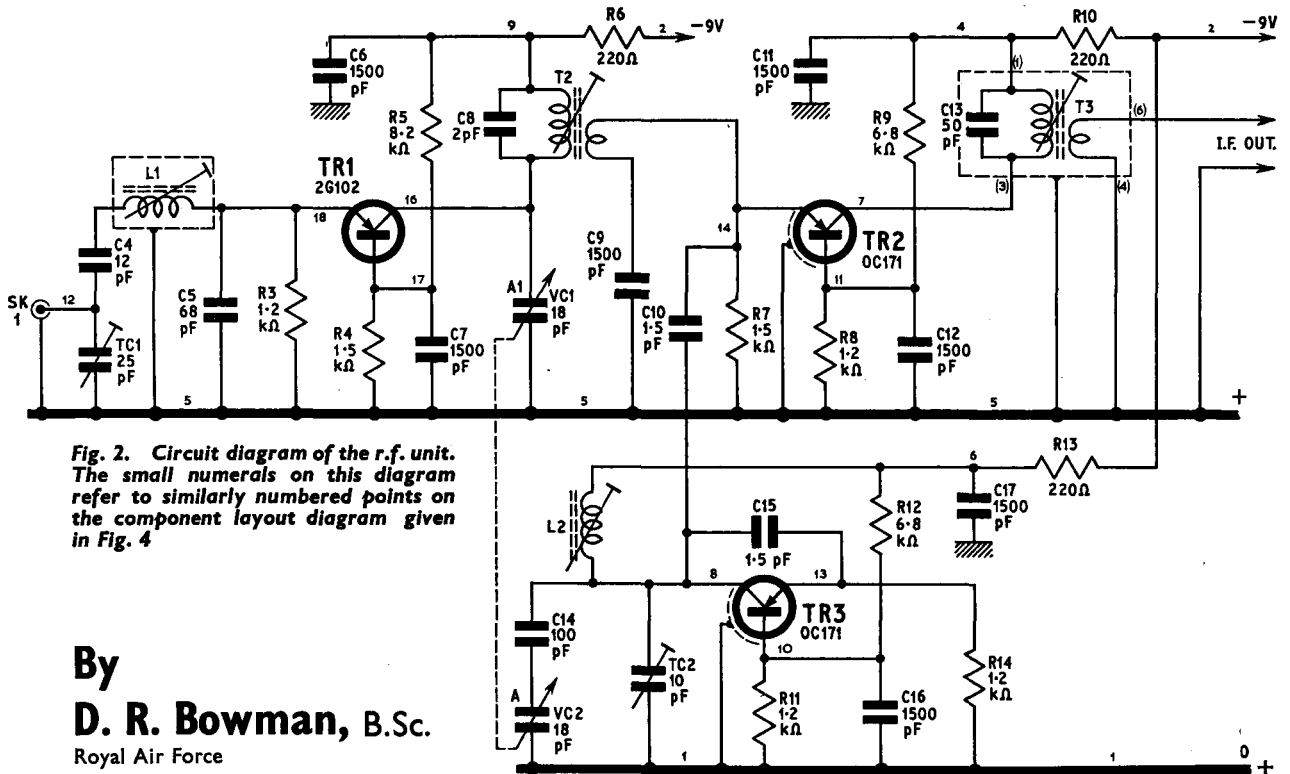 R6
9
2
−9V
220Ω
C6
1500
pF
R5
8·2
kΩ
C8
2pF
T2
TR1
2G102
L1
18
16
C4
12
pF
SK
1
12
TC1
25
pF
C5
68
pF
R3
1·2
kΩ
17
R4
1·5
kΩ
C7
1500
pF
A1
VC1
18
pF
C9
1500
pF
5
5
R10
4
2
−9V
220Ω
C11
1500
pF
(1)
R9
6·8
kΩ
C13
50
pF
T3
(6)
I.F. OUT.
(3)
(4)
14
7
TR2
OC171
11
C10
1·5
pF
R7
1·5
kΩ
R8
1·2
kΩ
C12
1500
pF
5
+
Fig. 2. Circuit diagram of the r.f. unit.
The small numerals on this diagram
refer to similarly numbered points on
the component layout diagram given
in Fig. 4
6
R13
220Ω
C17
1500
pF
L2
C15
1·5 pF
R12
6·8
kΩ
8
13
TR3
OC171
10
C14
100
pF
A
VC2
18
pF
TC2
10
pF
R11
1·2
kΩ
C16
1500
pF
R14
1·2
kΩ
1
1
0
+
By
D. R. Bowman, B.Sc.
Royal Air Force